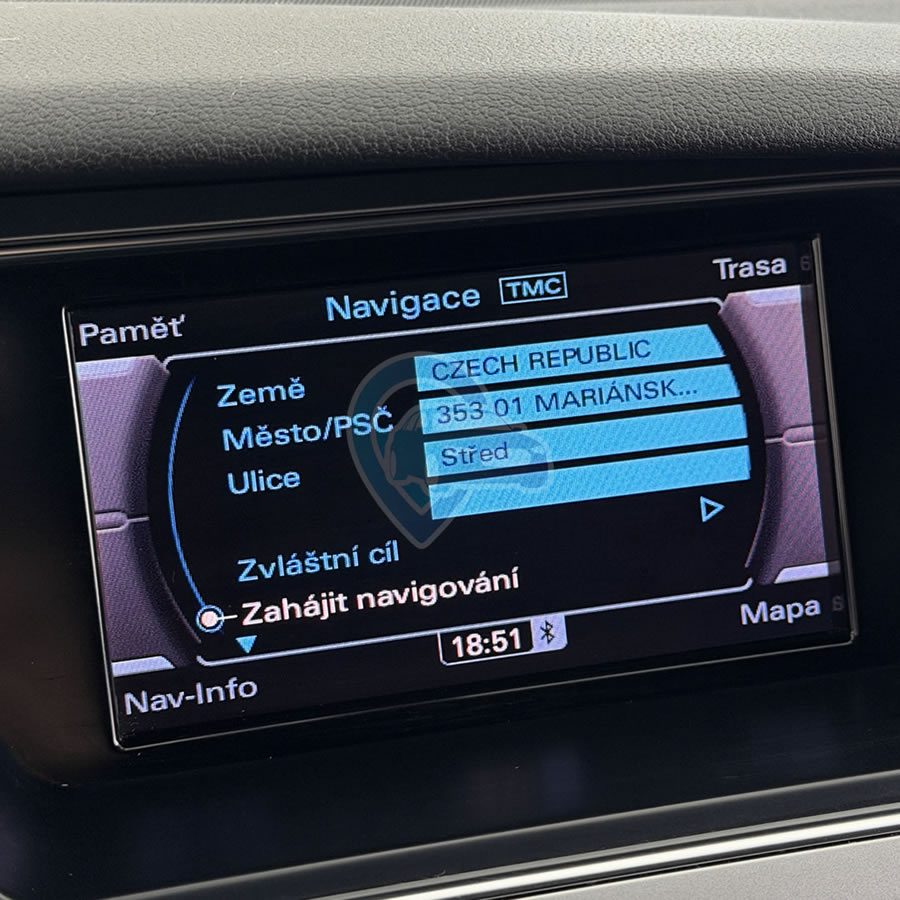 Paměť
Navigace TMC
Trasa
Země CZECH REPUBLIC
Město/PSČ 353 01 MARIÁNSK...
Ulice Střed
Zvláštní cíl
Zahájit navigování
18:51
Nav-Info
Mapa